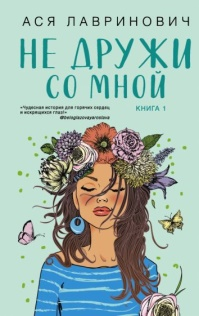 АСЯ ЛАВРИНОВИЧ
НЕ ДРУЖИ
СО МНОЙ
КНИГА 1
«Чудесная история для горячих сердец
и искрящихся глаз!»